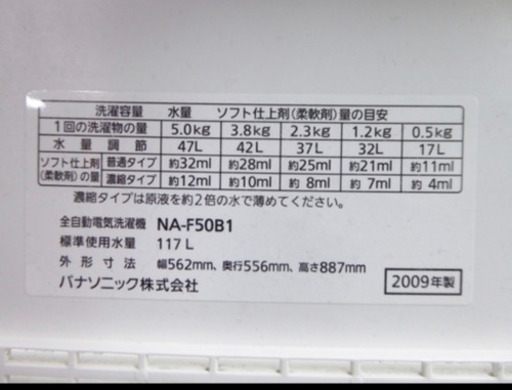 洗濯容量 水量 ソフト仕上剤(柔軟剤)量の目安
1回の洗濯物の量 5.0kg 3.8kg 2.3kg 1.2kg 0.5kg
水量調節 47L 42L 37L 32L 17L
ソフト仕上剤(柔軟剤)の量 普通タイプ 約32ml 約28ml 約25ml 約21ml 約11ml
濃縮タイプ 約12ml 約10ml 約8ml 約7ml 約4ml
濃縮タイプは原液を約2倍の水で薄めてください。
全自動電気洗濯機 NA-F50B1
標準使用水量 117L
外形寸法 幅562mm、奥行556mm、高さ887mm
パナソニック株式会社 2009年製